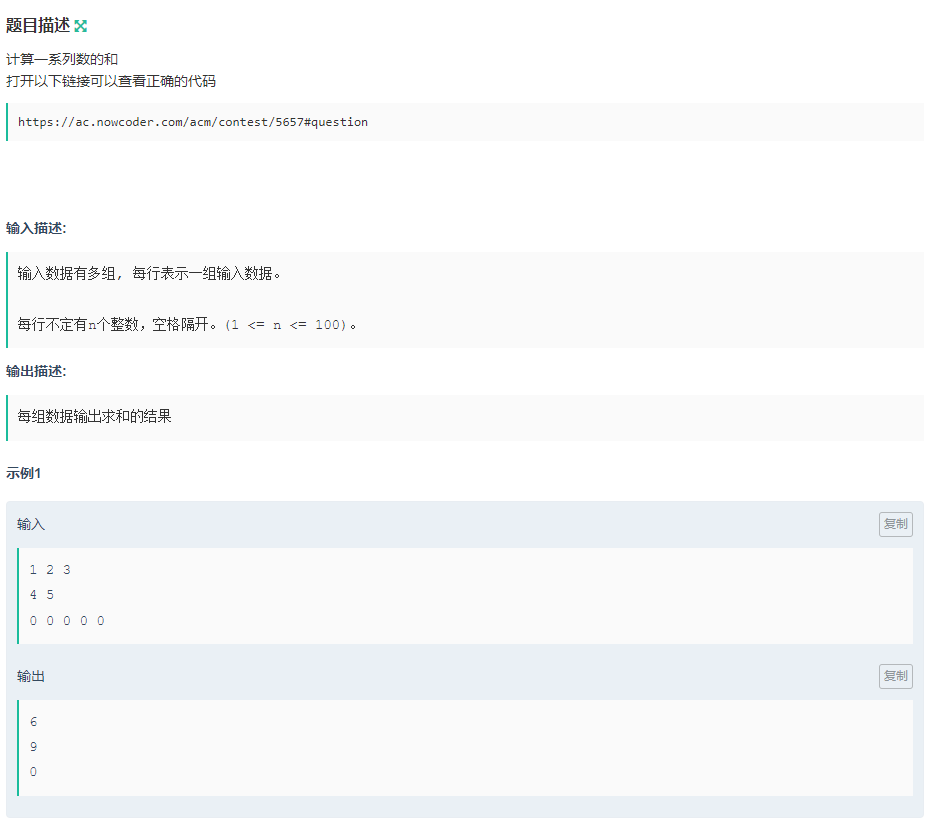 题目描述
计算一系列数的和
打开以下链接可以查看正确的代码
https://ac.nowcoder.com/acm/contest/5657#question
输入描述:
输入数据有多组, 每行表示一组输入数据。
每行不定有n个整数，空格隔开。(1 <= n <= 100)。
输出描述:
每组数据输出求和的结果
示例1
输入
复制
1 2 3
4 5
0 0 0 0 0
输出
复制
6
9
0